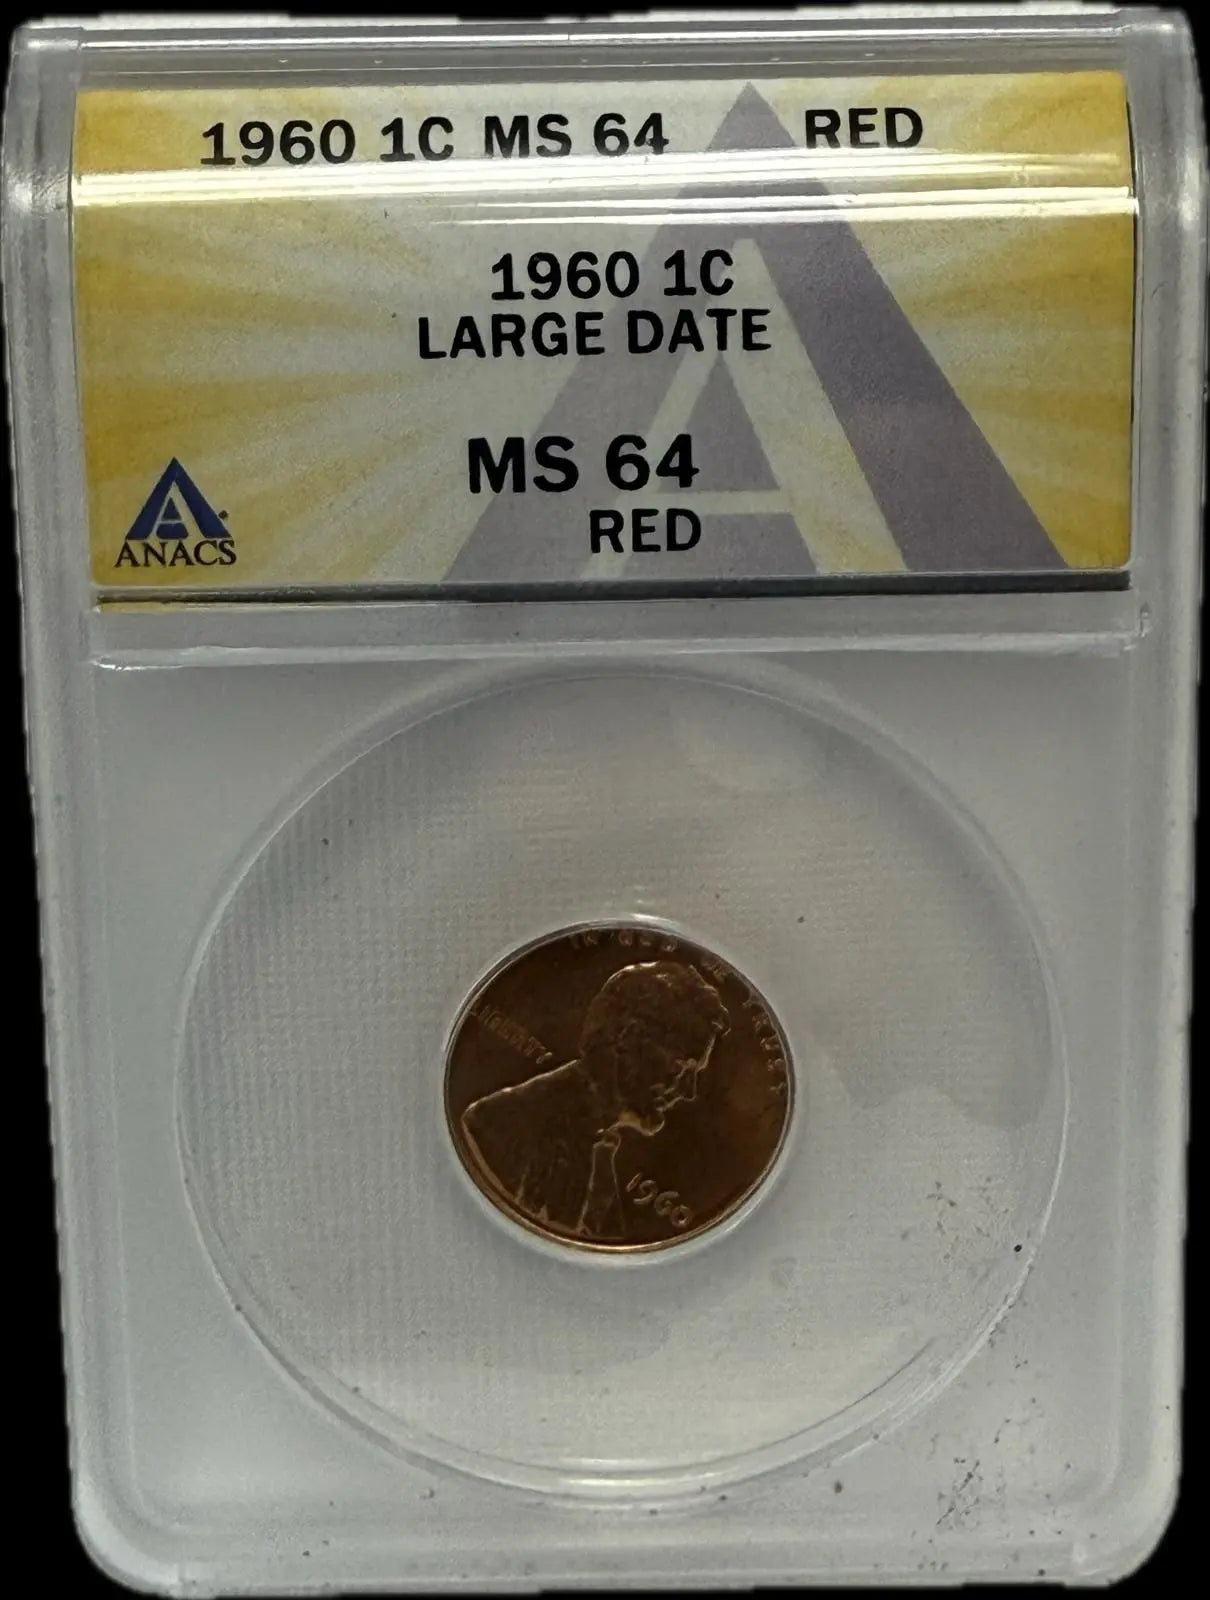 1960 1C MS 64 RED
1960 1C
LARGE DATE
MS 64
RED
ANACS
IN GOD WE TRUST
LIBERTY
1960